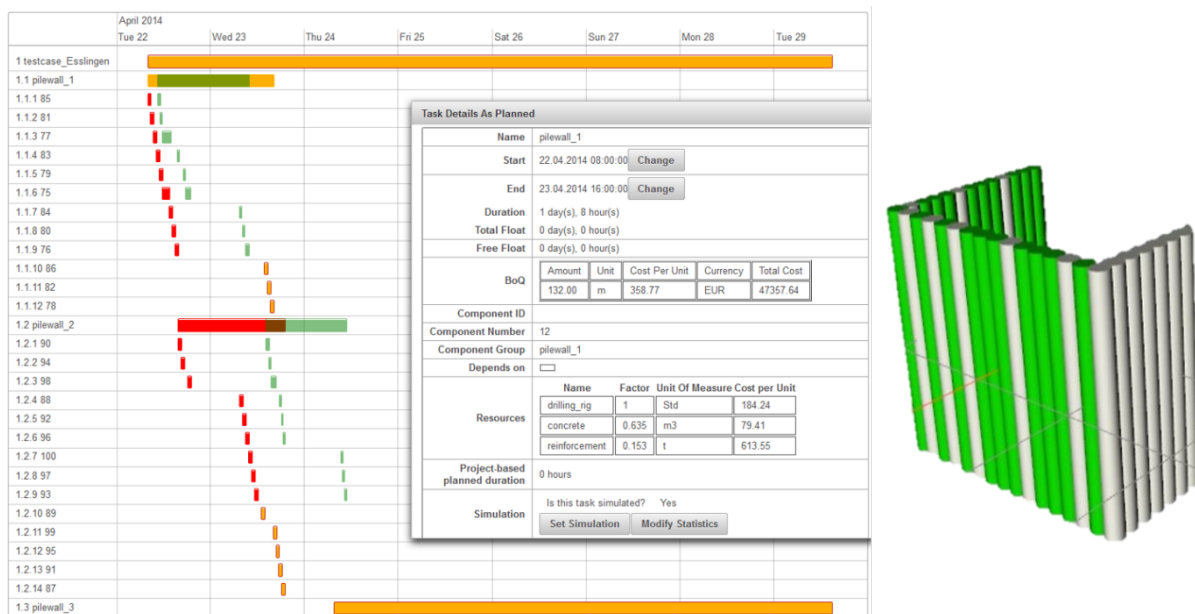 April 2014
Tue 22 Wed 23 Thu 24 Fri 25 Sat 26 Sun 27 Mon 28 Tue 29
1 testcase_Esslingen
1.1 pilewall_1
1.1.1 85
1.1.2 81
1.1.3 77
1.1.4 83
1.1.5 79
1.1.6 75
1.1.7 84
1.1.8 80
1.1.9 76
1.1.10 86
1.1.11 82
1.1.12 78
1.2 pilewall_2
1.2.1 90
1.2.2 94
1.2.3 98
1.2.4 88
1.2.5 92
1.2.6 96
1.2.7 100
1.2.8 97
1.2.9 93
1.2.10 89
1.2.11 99
1.2.12 95
1.2.13 91
1.2.14 87
1.3 pilewall_3
Task Details As Planned
Name pilewall_1
Start 22.04.2014 08:00:00 Change
End 23.04.2014 16:00:00 Change
Duration 1 day(s), 8 hour(s)
Total Float 0 day(s), 0 hour(s)
Free Float 0 day(s), 0 hour(s)
BoQ
Amount Unit Cost Per Unit Currency Total Cost
132.00 m 358.77 EUR 47357.64
Component ID
Component Number 12
Component Group pilewall_1
Depends on
Resources
Name Factor Unit Of Measure Cost per Unit
drilling_rig 1 Std 184.24
concrete 0.635 m3 79.41
reinforcement 0.153 t 613.55
Project-based
planned duration 0 hours
Simulation
Is this task simulated? Yes
Set Simulation Modify Statistics